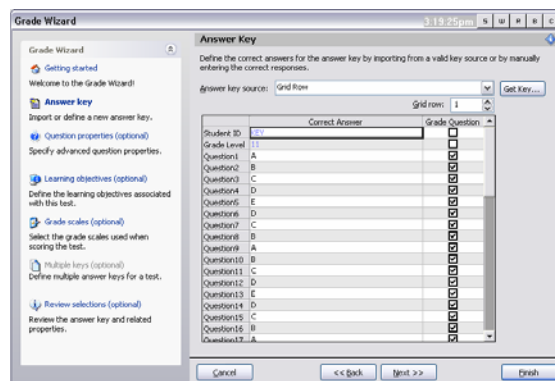 Grade Wizard
3:19:25pm S W R B C
Grade Wizard
Getting started
Welcome to the Grade Wizard!
Answer key
Import or define a new answer key.
Question properties (optional)
Specify advanced question properties.
Learning objectives (optional)
Define the learning objectives associated
with this test.
Grade scales (optional)
Select the grade scales used when
scoring the test.
Multiple keys (optional)
Define multiple answer keys for a test.
Review selections (optional)
Review the answer key and related
properties.
Answer Key
Define the correct answers for the answer key by importing from a valid key source or by manually
entering the correct responses.
Answer key source: Grid Row Get Key...
Grid row: 1
Correct Answer Grade Question
Student ID KEY
Grade Level 11
Question1 A
Question2 B
Question3 C
Question4 D
Question5 E
Question6 D
Question7 C
Question8 B
Question9 A
Question10 B
Question11 C
Question12 D
Question13 E
Question14 D
Question15 C
Question16 B
Question17 A
Cancel << Back Next >> Finish